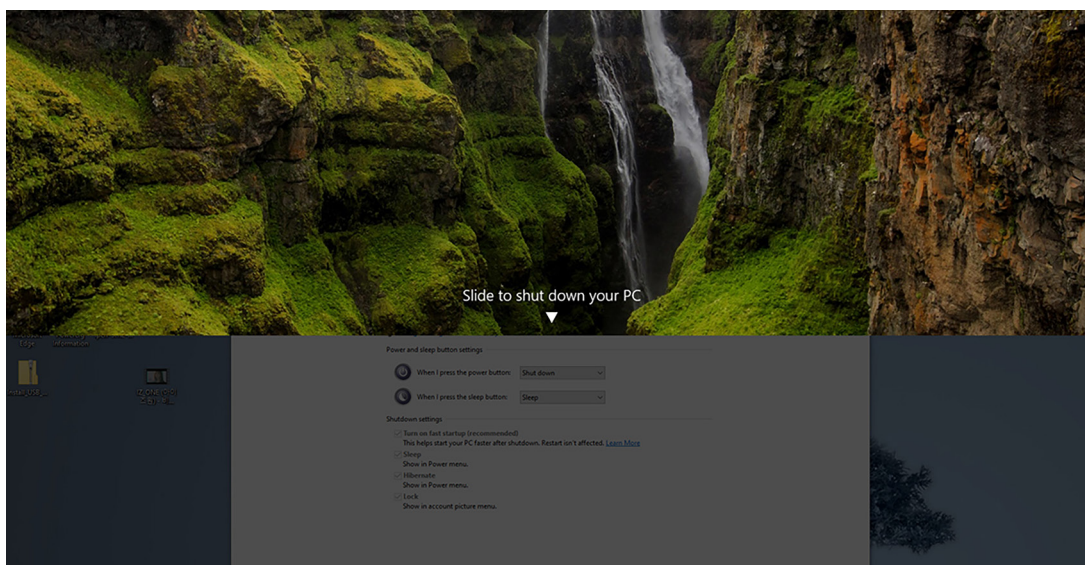 Slide to shut down your PC
Edge
information
Power and sleep button settings
When I press the power button:
Shut down
When I press the sleep button:
Sleep
Shutdown settings
Turn on fast startup (recommended)
This helps start your PC faster after shutdown. Restart isn't affected. Learn More
Sleep
Show in Power menu.
Hibernate
Show in Power menu.
Lock
Show in account picture menu.